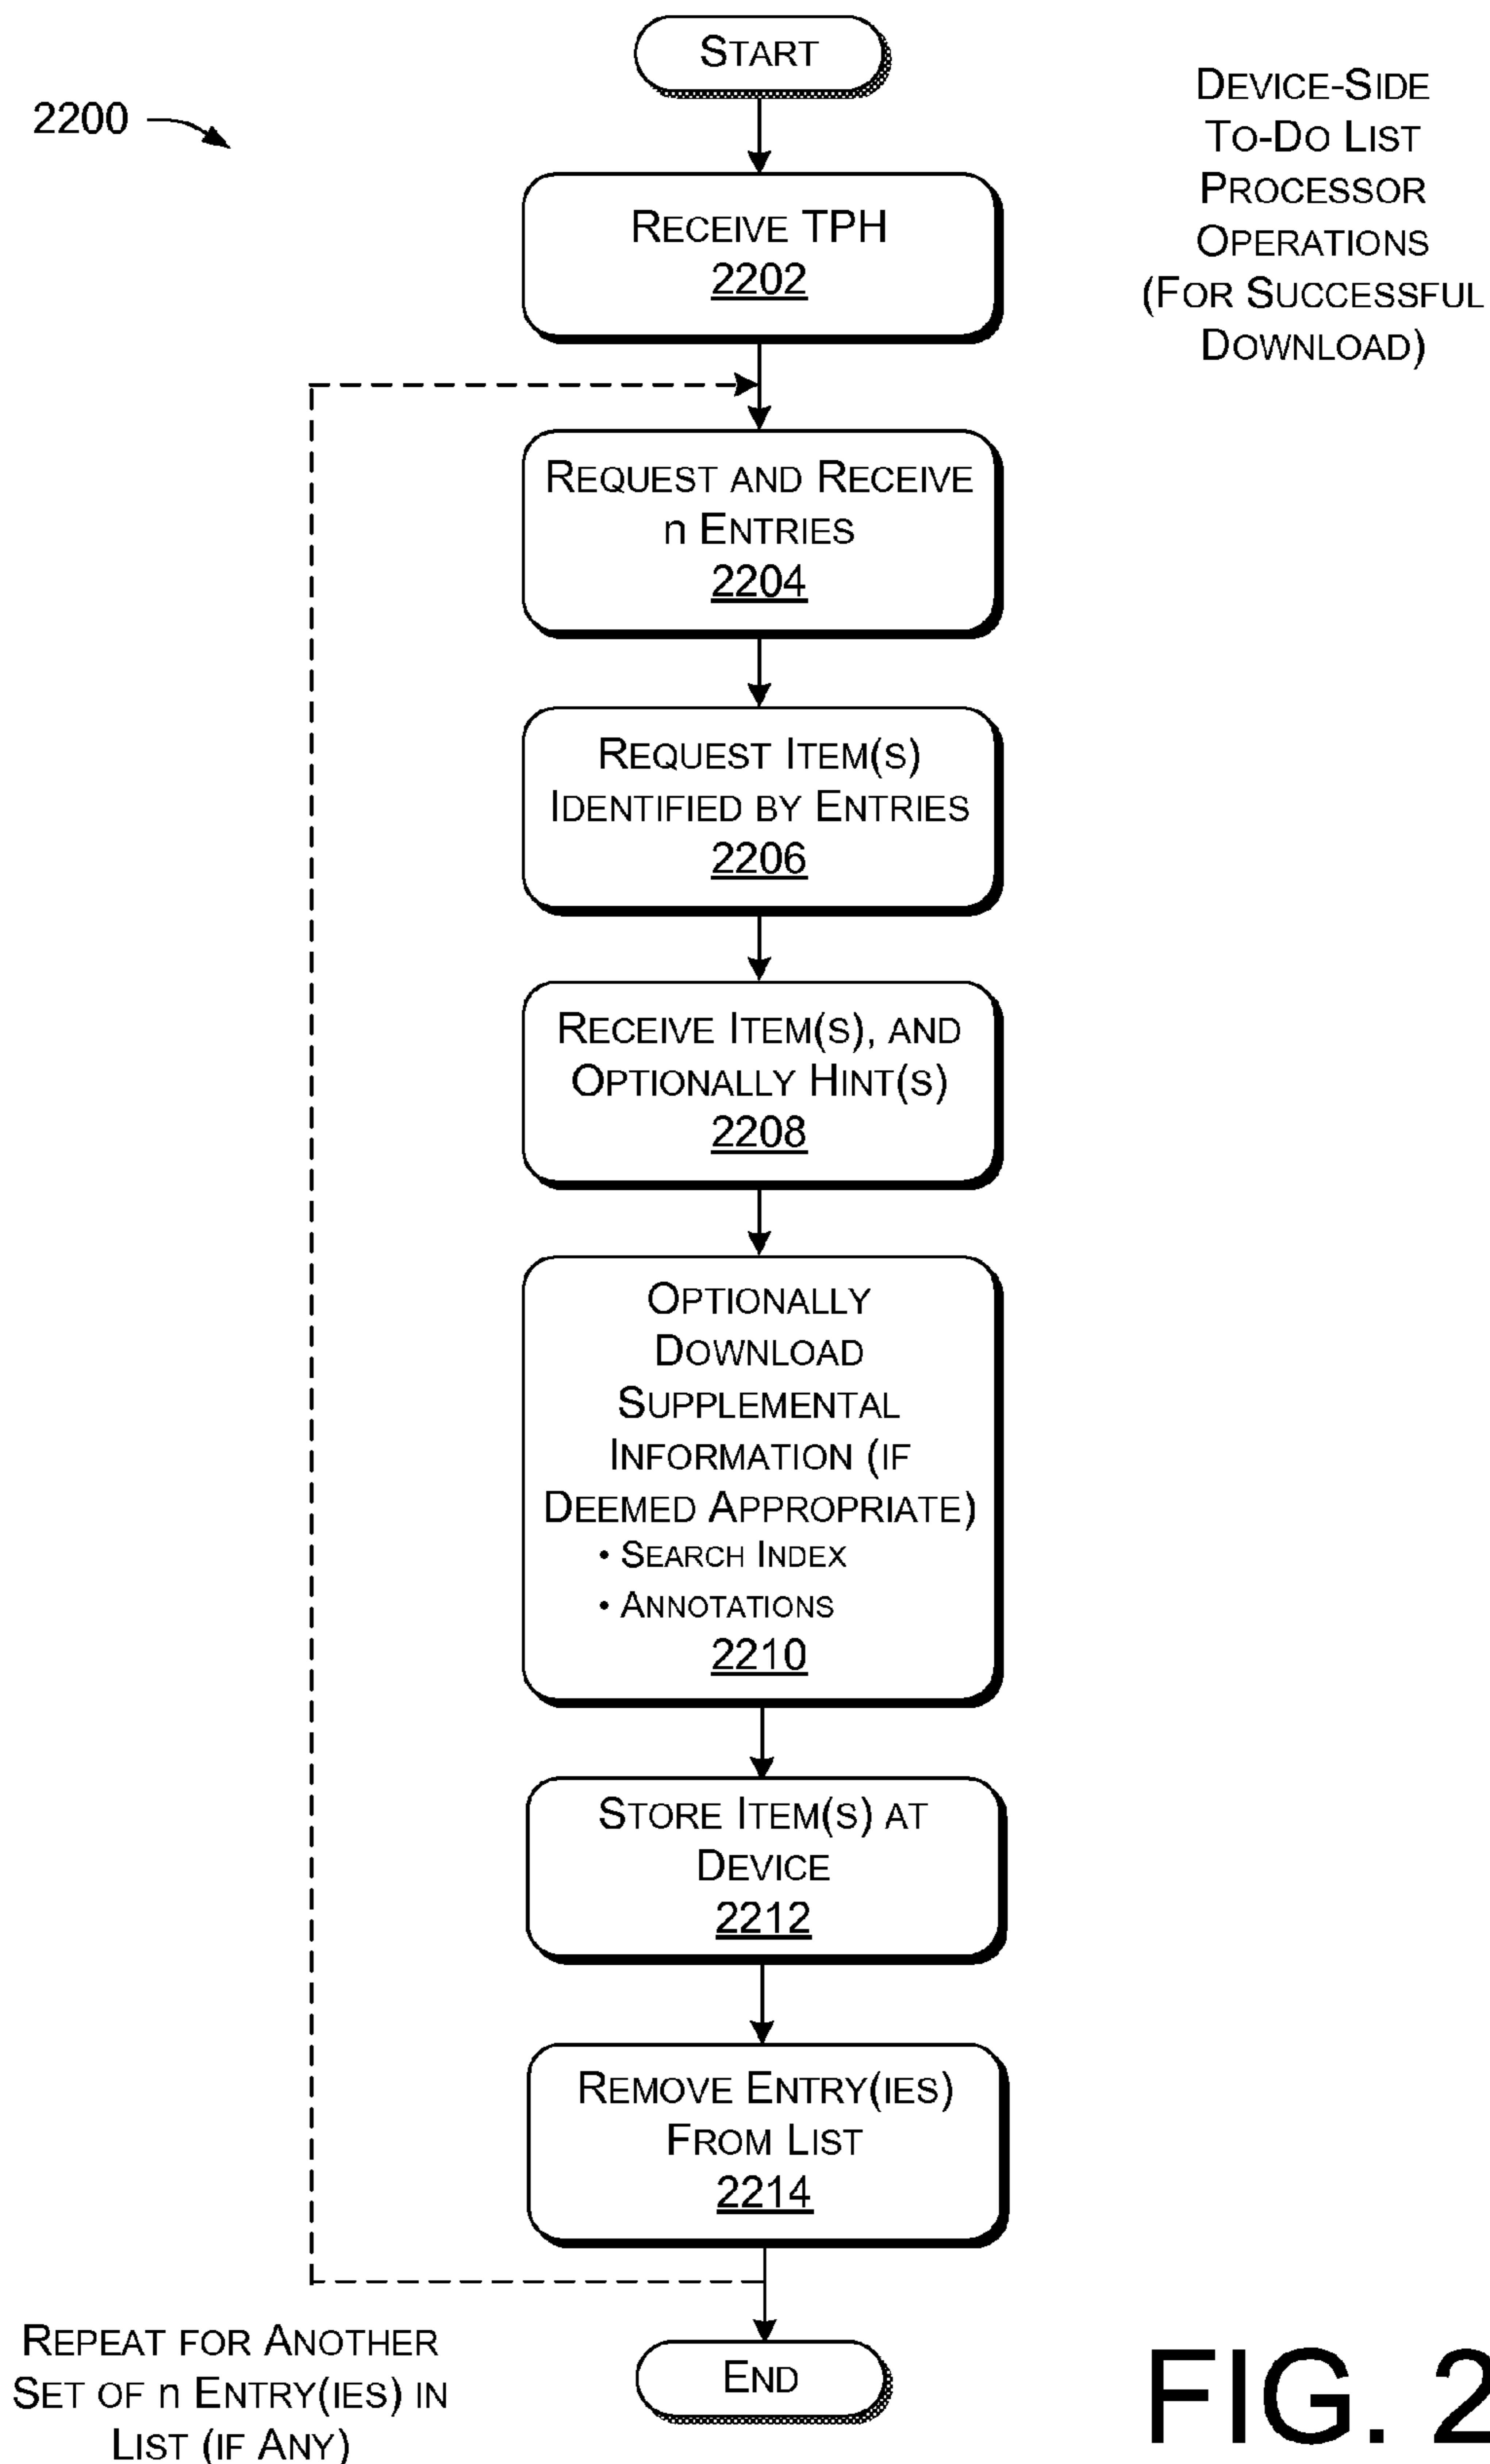 START
2200
DEVICE-SIDE
TO-DO LIST
PROCESSOR
OPERATIONS
(FOR SUCCESSFUL
DOWNLOAD)
RECEIVE TPH
2202
REQUEST AND RECEIVE
n ENTRIES
2204
REQUEST ITEM(S)
IDENTIFIED BY ENTRIES
2206
RECEIVE ITEM(S), AND
OPTIONALLY HINT(S)
2208
OPTIONALLY
DOWNLOAD
SUPPLEMENTAL
INFORMATION (IF
DEEMED APPROPRIATE)
• SEARCH INDEX
• ANNOTATIONS
2210
STORE ITEM(S) AT
DEVICE
2212
REMOVE ENTRY(IES)
FROM LIST
2214
REPEAT FOR ANOTHER
SET OF n ENTRY(IES) IN
LIST (IF ANY)
END
FIG. 2